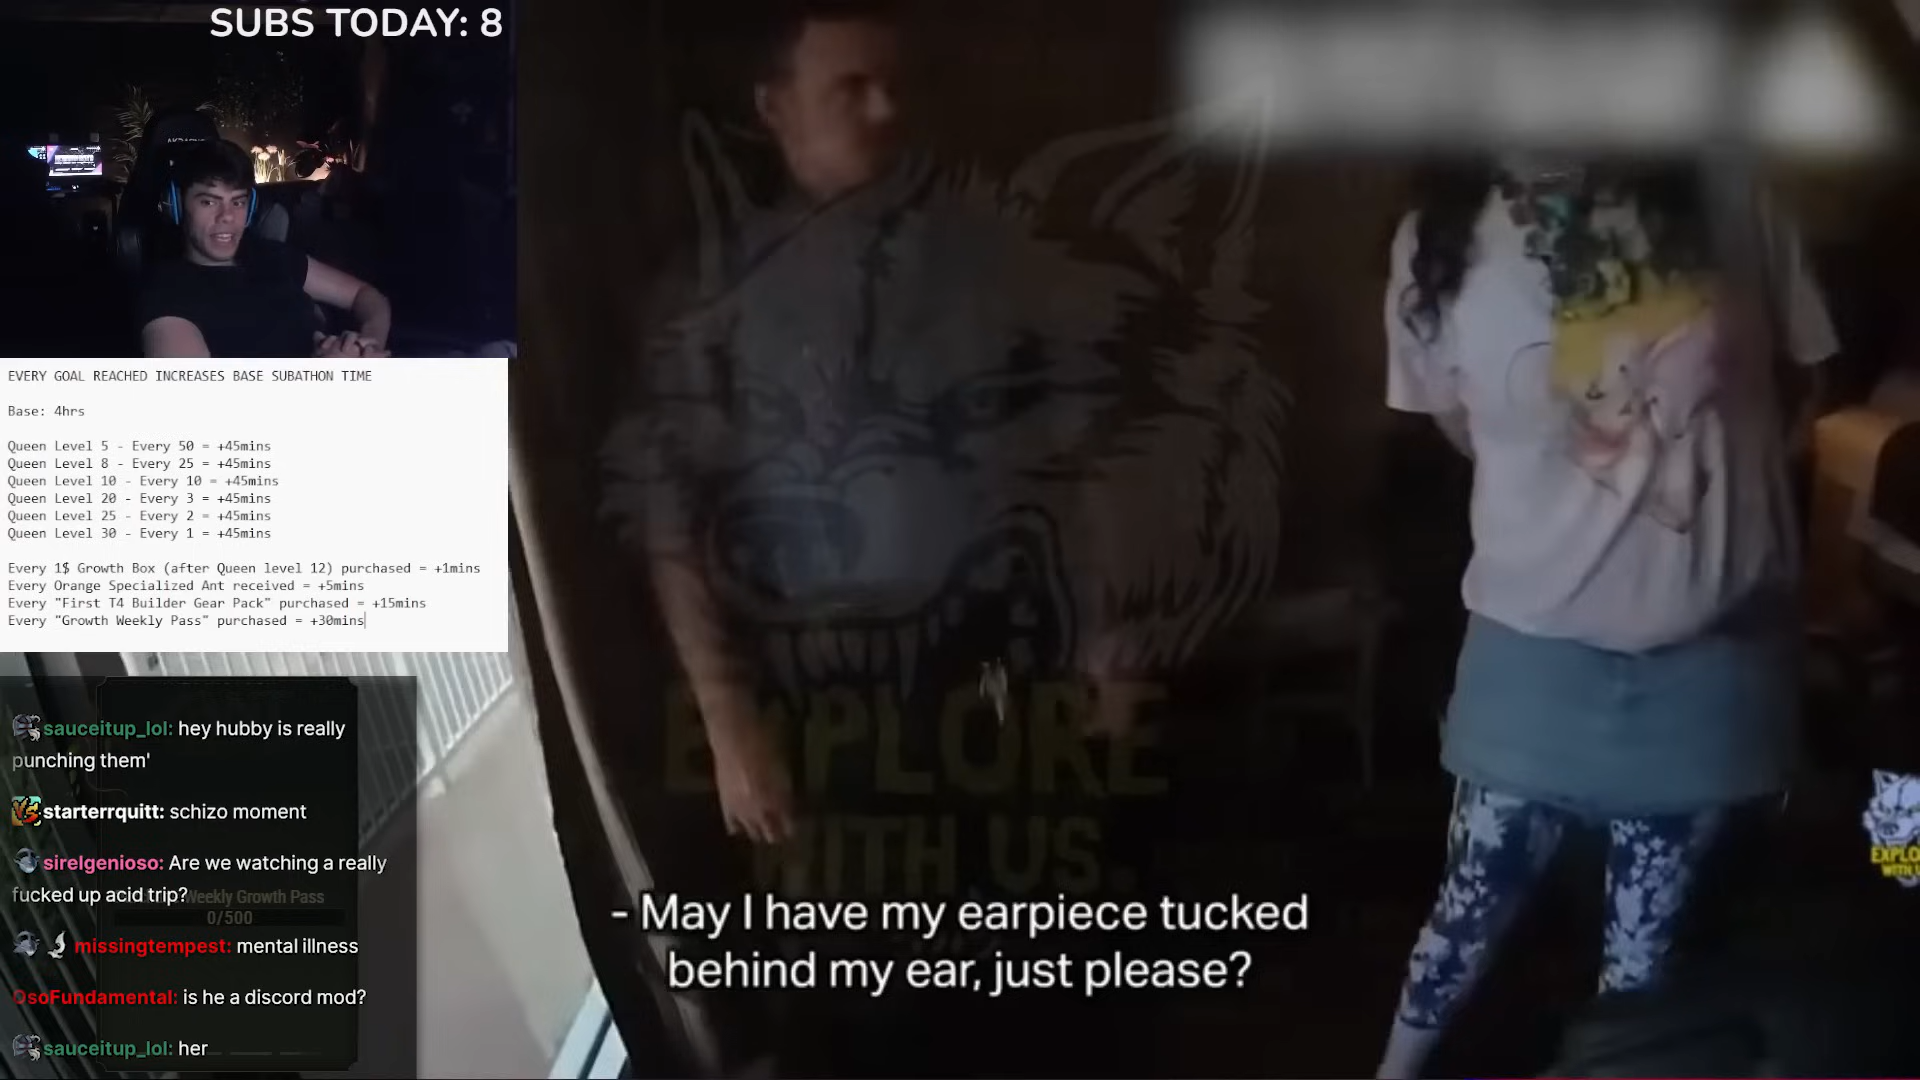 SUBS TODAY: 8
EVERY GOAL REACHED INCREASES BASE SUBATHON TIME
Base: 4hrs
Queen Level 5 - Every 50 = +45mins
Queen Level 8 - Every 25 = +45mins
Queen Level 10 - Every 10 = +45mins
Queen Level 20 - Every 3 = +45mins
Queen Level 25 - Every 2 = +45mins
Queen Level 30 - Every 1 = +45mins
Every 1$ Growth Box (after Queen level 12) purchased = +1mins
Every Orange Specialized Ant received = +5mins
Every "First T4 Builder Gear Pack" purchased = +15mins
Every "Growth Weekly Pass" purchased = +30mins
sauceitup_lol: hey hubby is really
punching them'
starterrquitt: schizo moment
sirelgenioso: Are we watching a really
fucked up acid trip?
Weekly Growth Pass
0/500
missingtempest: mental illness
OsoFundamental: is he a discord mod?
sauceitup_lol: her
EXPLORE
WITH US.
- May I have my earpiece tucked
behind my ear, just please?
EXPLO
WITH U